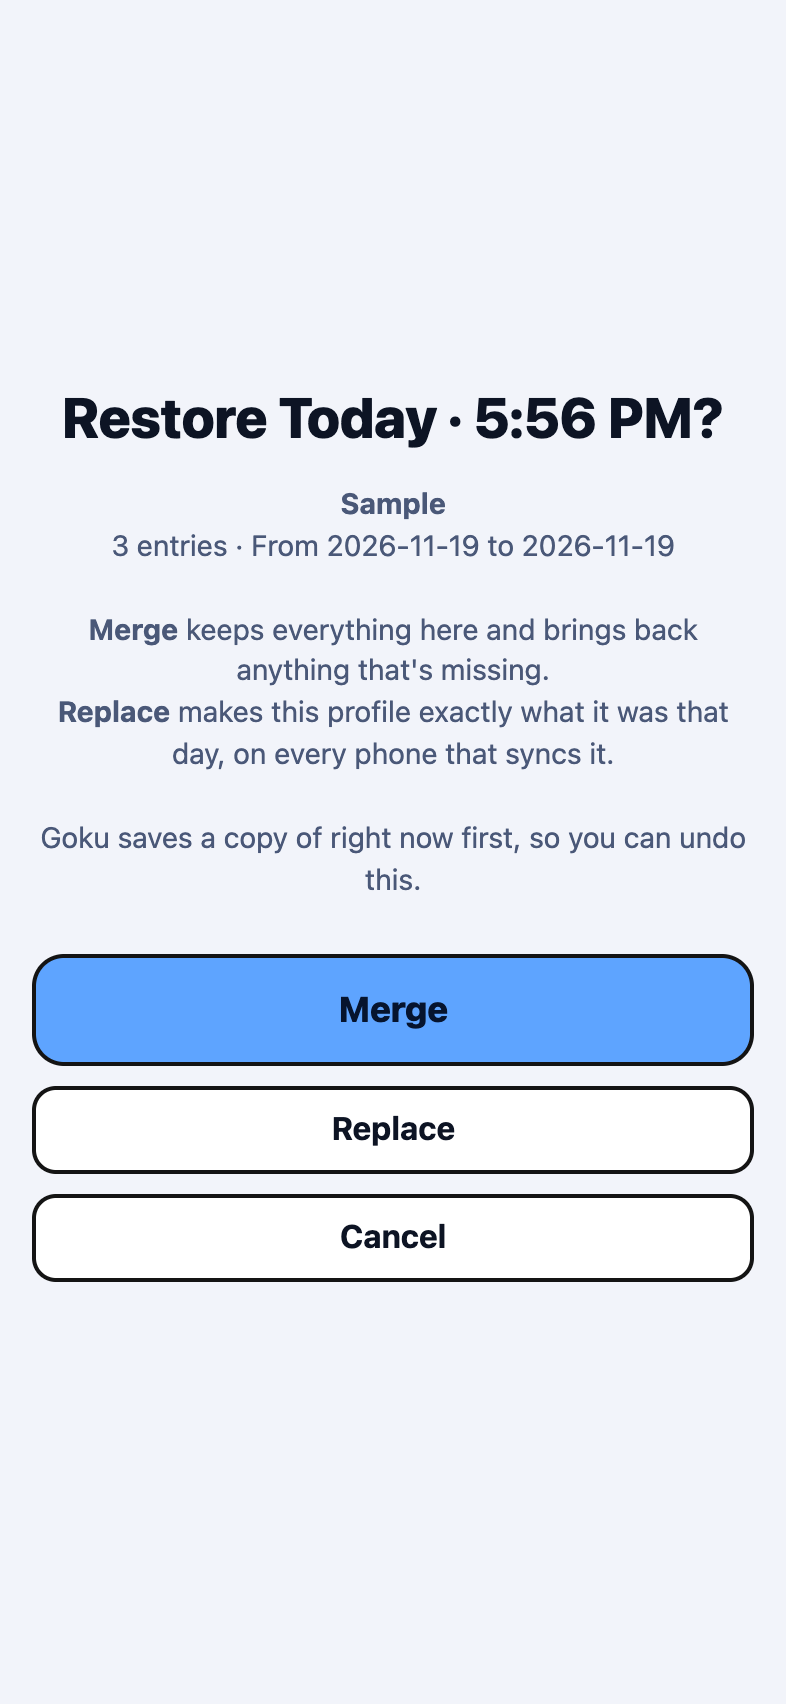 Restore Today · 5:56 PM?
Sample
3 entries · From 2026-11-19 to 2026-11-19
Merge keeps everything here and brings back
anything that's missing.
Replace makes this profile exactly what it was that
day, on every phone that syncs it.
Goku saves a copy of right now first, so you can undo
this.
Merge
Replace
Cancel